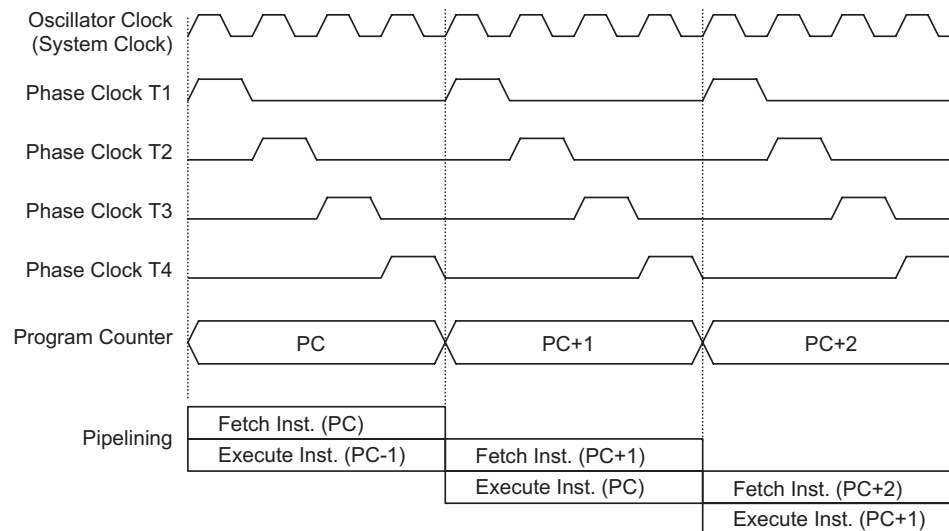 Oscillator Clock
(System Clock)
Phase Clock T1
Phase Clock T2
Phase Clock T3
Phase Clock T4
Program Counter
PC
PC+1
PC+2
Pipelining
Fetch Inst. (PC)
Execute Inst. (PC-1)
Fetch Inst. (PC+1)
Execute Inst. (PC)
Fetch Inst. (PC+2)
Execute Inst. (PC+1)